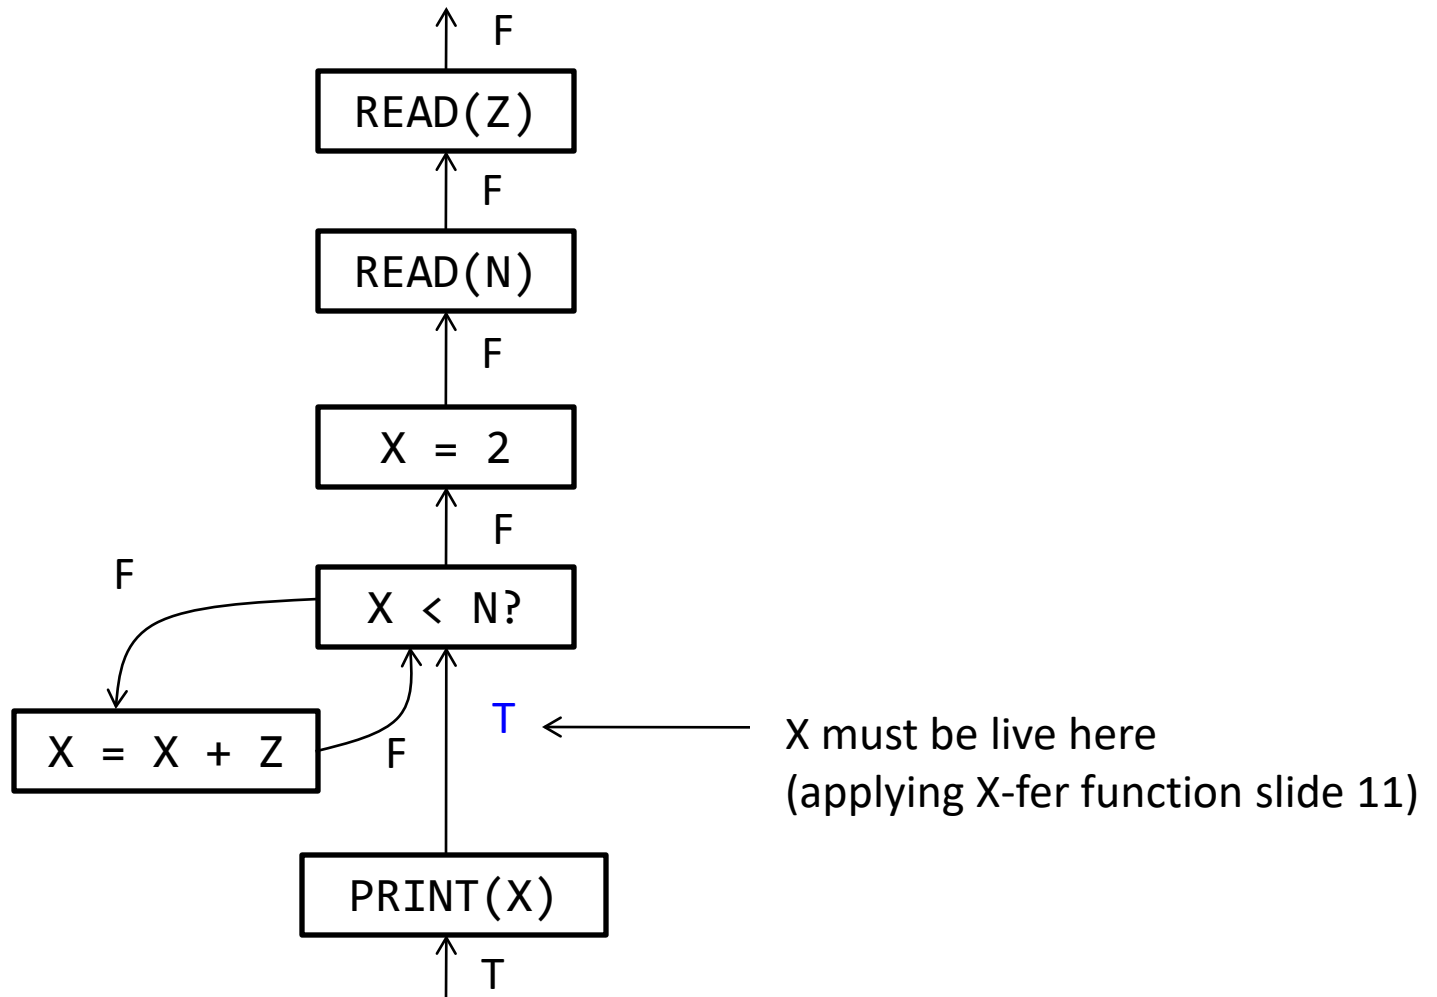 F
READ(Z)
F
READ(N)
F
X = 2
F
F
X < N?
T
X = X + Z
F
X must be live here
(applying X-fer function slide 11)
PRINT(X)
T